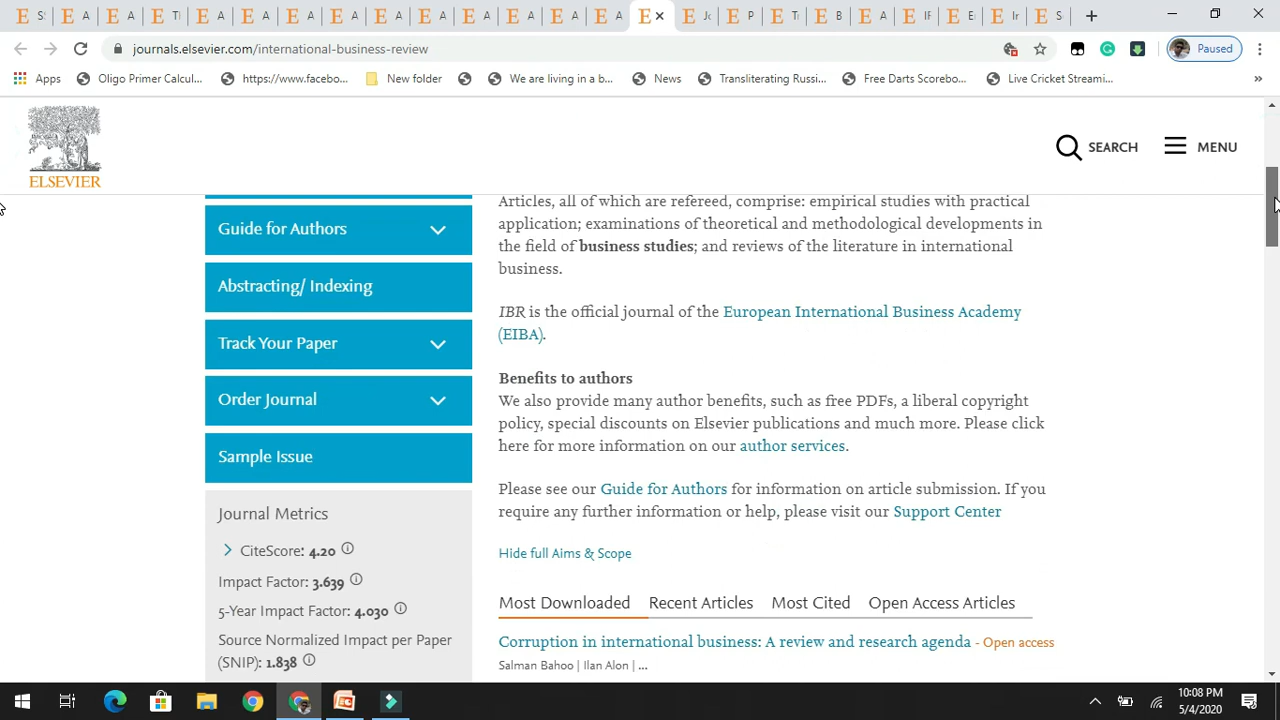 S
E A
E A
E Tl
E A
E A
E A
E A
E A
E A
E A
E A
E A
E A
E
E Jo
E P
E Ti
E B
E A
E IF
E Er
E Ir
E S
journals.elsevier.com/international-business-review
Paused
Apps
Oligo Primer Calcul...
https://www.facebo...
New folder
We are living in a b...
News
Transliterating Russi...
Free Darts Scorebo...
Live Cricket Streami...
»
ELSEVIER
SEARCH
MENU
Guide for Authors
Abstracting/ Indexing
Track Your Paper
Order Journal
Sample Issue
Journal Metrics
CiteScore: 4.20
Impact Factor: 3.639
5-Year Impact Factor: 4.030
Source Normalized Impact per Paper
(SNIP): 1.838
Articles, all of which are refereed, comprise: empirical studies with practical
application; examinations of theoretical and methodological developments in
the field of business studies; and reviews of the literature in international
business.
IBR is the official journal of the European International Business Academy
(EIBA).
Benefits to authors
We also provide many author benefits, such as free PDFs, a liberal copyright
policy, special discounts on Elsevier publications and much more. Please click
here for more information on our author services.
Please see our Guide for Authors for information on article submission. If you
require any further information or help, please visit our Support Center
Hide full Aims & Scope
Most Downloaded Recent Articles Most Cited Open Access Articles
Corruption in international business: A review and research agenda - Open access
Salman Bahoo | Ilan Alon | ...
10:08 PM
5/4/2020